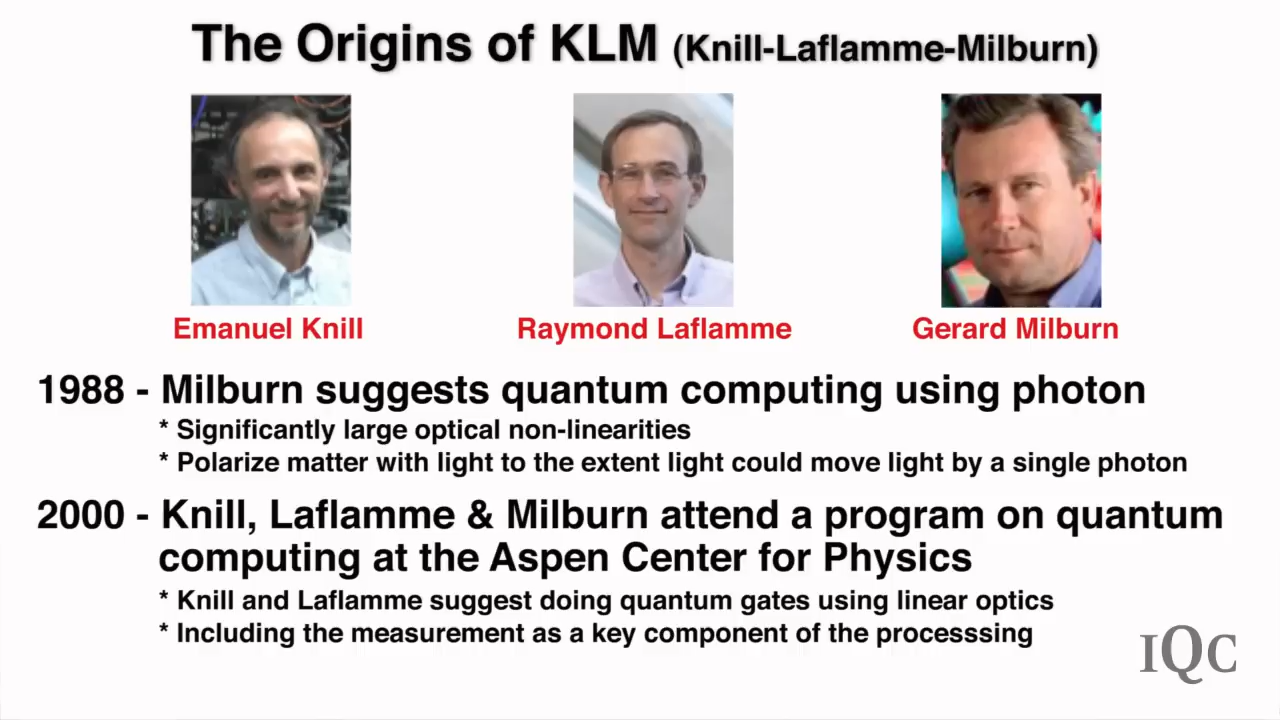 The Origins of KLM (Knill-Laflamme-Milburn)
Emanuel Knill
Raymond Laflamme
Gerard Milburn
1988 - Milburn suggests quantum computing using photon
* Significantly large optical non-linearities
* Polarize matter with light to the extent light could move light by a single photon
2000 - Knill, Laflamme & Milburn attend a program on quantum
computing at the Aspen Center for Physics
* Knill and Laflamme suggest doing quantum gates using linear optics
* Including the measurement as a key component of the processsing
IQC